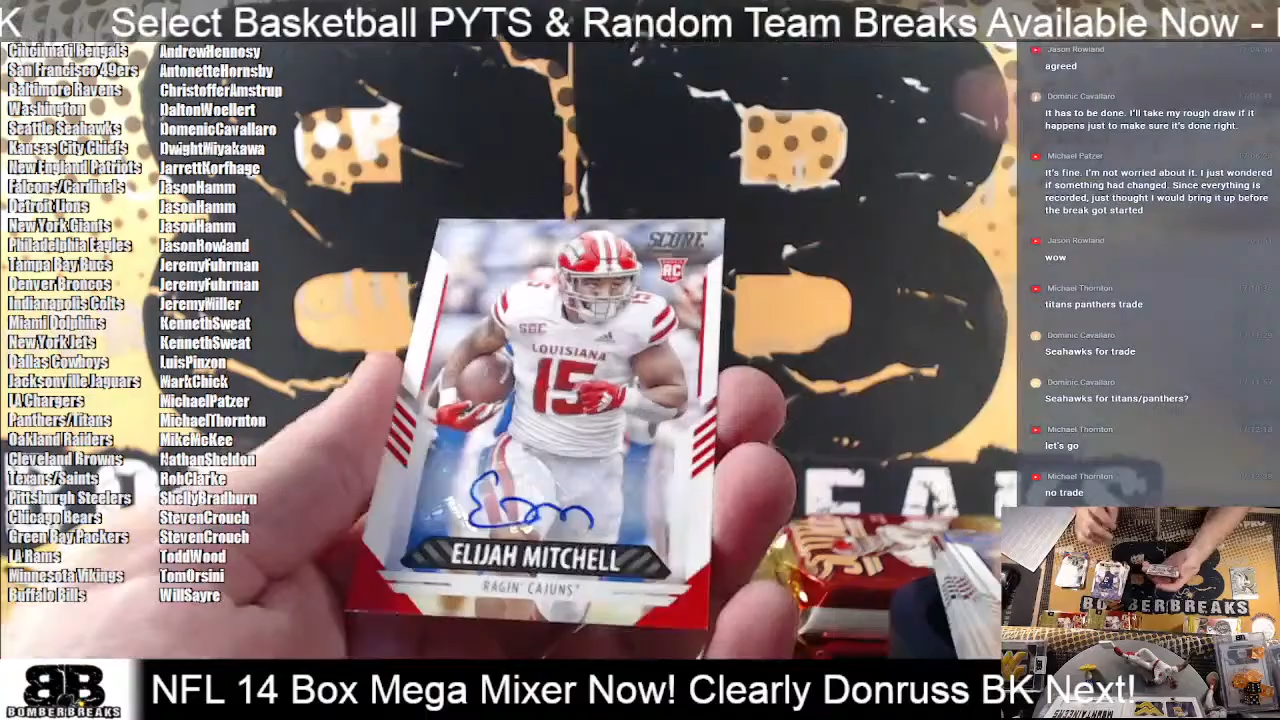 K Select Basketball PYTS & Random Team Breaks Available Now -
Cincinnati Bengals AndrewHennosy
San Francisco 49ers AntonetteHornsby
Baltimore Ravens ChristofferAmstrup
Washington DaltonWoellert
Seattle Seahawks DomenicCavallaro
Kansas City Chiefs DwightMiyakawa
New England Patriots JarrettKorfhage
Falcons/Cardinals JasonHamm
Detroit Lions JasonHamm
New York Giants JasonHamm
Philadelphia Eagles JasonRowland
Tampa Bay Bucs JeremyFuhrman
Denver Broncos JeremyFuhrman
Indianapolis Colts JeremyMiller
Miami Dolphins KennethSweat
New York Jets KennethSweat
Dallas Cowboys LuisPinzon
Jacksonville Jaguars MarkChick
LA Chargers MichaelPatzer
Panthers/Titans MichaelThornton
Oakland Raiders MikeMcKee
Cleveland Browns NathanSheldon
Texans/Saints RobClarke
Pittsburgh Steelers ShellyBradburn
Chicago Bears StevenCrouch
Green Bay Packers StevenCrouch
LA Rams ToddWood
Minnesota Vikings TomOrsini
Buffalo Bills WillSayre
SCORE
RC
15
15
SBC
LOUISIANA
15
ELIJAH MITCHELL
RAGIN' CAJUNS
Jason Rowland
agreed
Dominic Cavallaro
It has to be done. I'll take my rough draw if it
happens just to make sure it's done right.
Michael Patzer
It's fine. I'm not worried about it. I just wondered
if something had changed. Since everything is
recorded, just thought I would bring it up before
the break got started
Jason Rowland
wow
Michael Thornton
titans panthers trade
Dominic Cavallaro
Seahawks for trade
Dominic Cavallaro
Seahawks for titans/panthers?
Michael Thornton
let's go
Michael Thornton
no trade
BOMBERBREAKS
BOMBERBREAKS
NFL 14 Box Mega Mixer Now! Clearly Donruss BK Next!